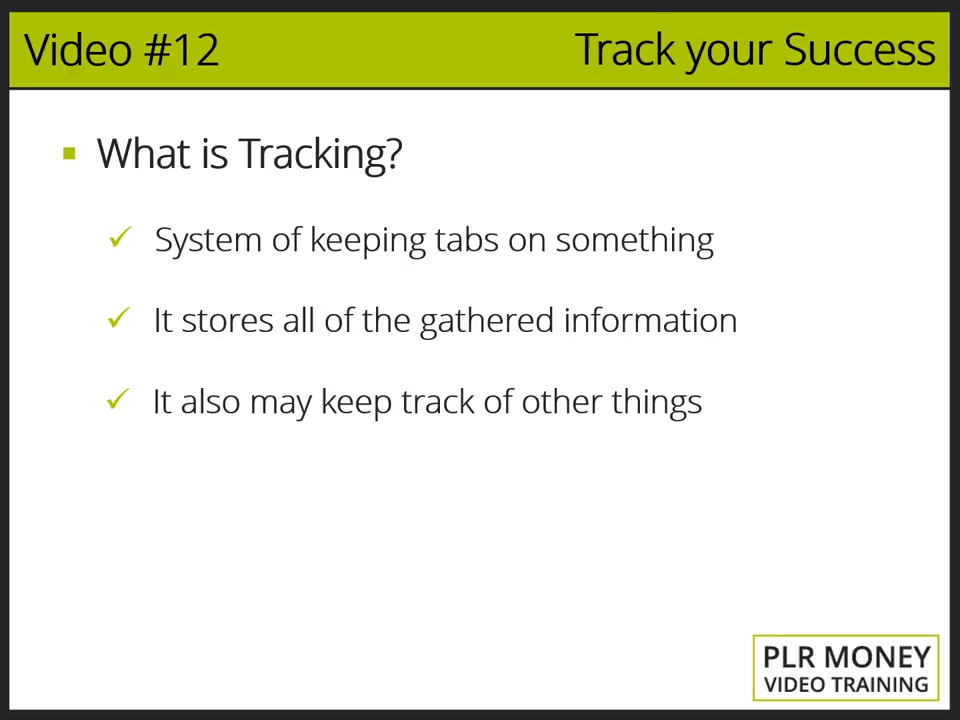 Video #12
Track your Success
What is Tracking?
System of keeping tabs on something
It stores all of the gathered information
It also may keep track of other things
PLR MONEY
VIDEO TRAINING